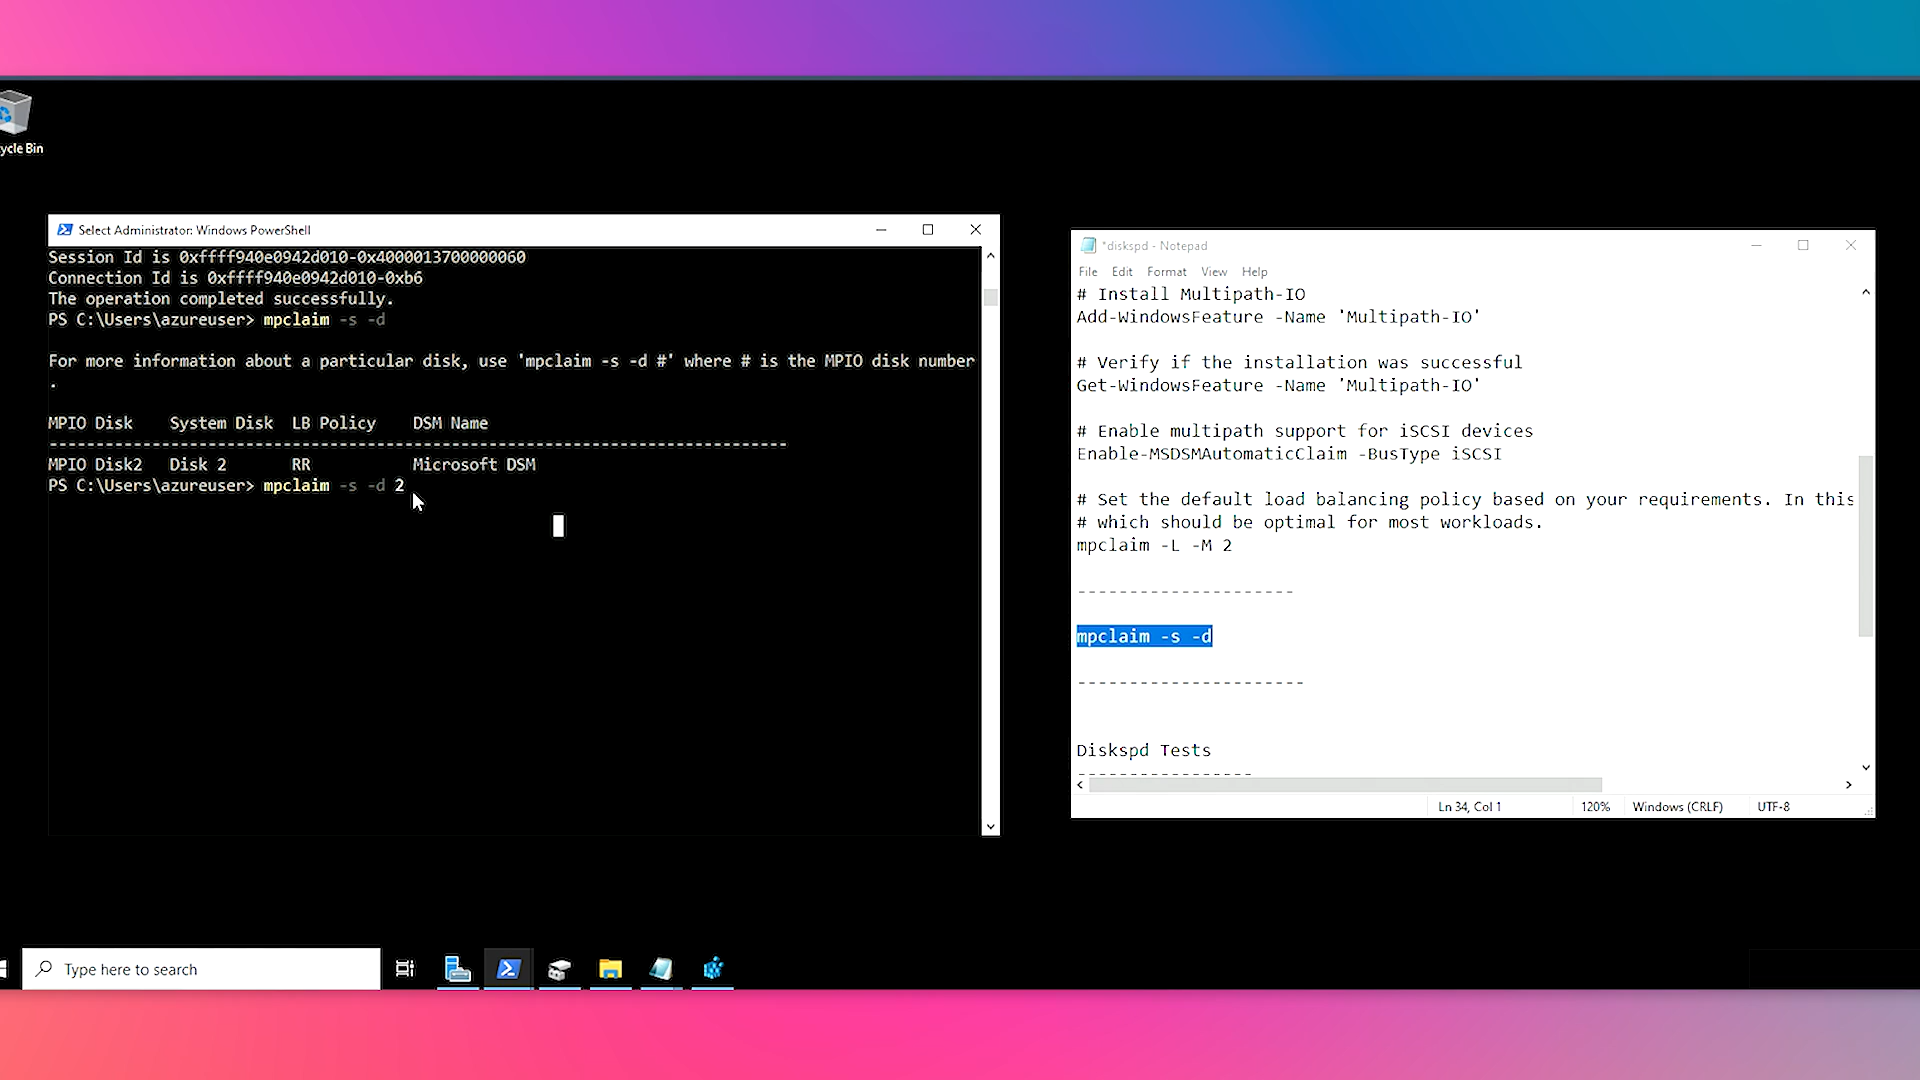 cycle Bin
Select Administrator: Windows PowerShell
Session Id is 0xffff940e0942d010-0x4000013700000060
Connection Id is 0xffff940e0942d010-0xb6
The operation completed successfully.
PS C:\Users\azureuser> mpclaim -s -d
For more information about a particular disk, use 'mpclaim -s -d #' where # is the MPIO disk number
.
MPIO Disk    System Disk  LB Policy    DSM Name
-------------------------------------------------------------------------------
MPIO Disk2   Disk 2       RR           Microsoft DSM
PS C:\Users\azureuser> mpclaim -s -d 2
*diskspd - Notepad
File Edit Format View Help
# Install Multipath-IO
Add-WindowsFeature -Name 'Multipath-IO'
# Verify if the installation was successful
Get-WindowsFeature -Name 'Multipath-IO'
# Enable multipath support for iSCSI devices
Enable-MSDSMAutomaticClaim -BusType iSCSI
# Set the default load balancing policy based on your requirements. In this
# which should be optimal for most workloads.
mpclaim -L -M 2
---------------------
mpclaim -s -d
----------------------
Diskspd Tests
-----------------
Ln 34, Col 1
120%
Windows (CRLF)
UTF-8
Type here to search